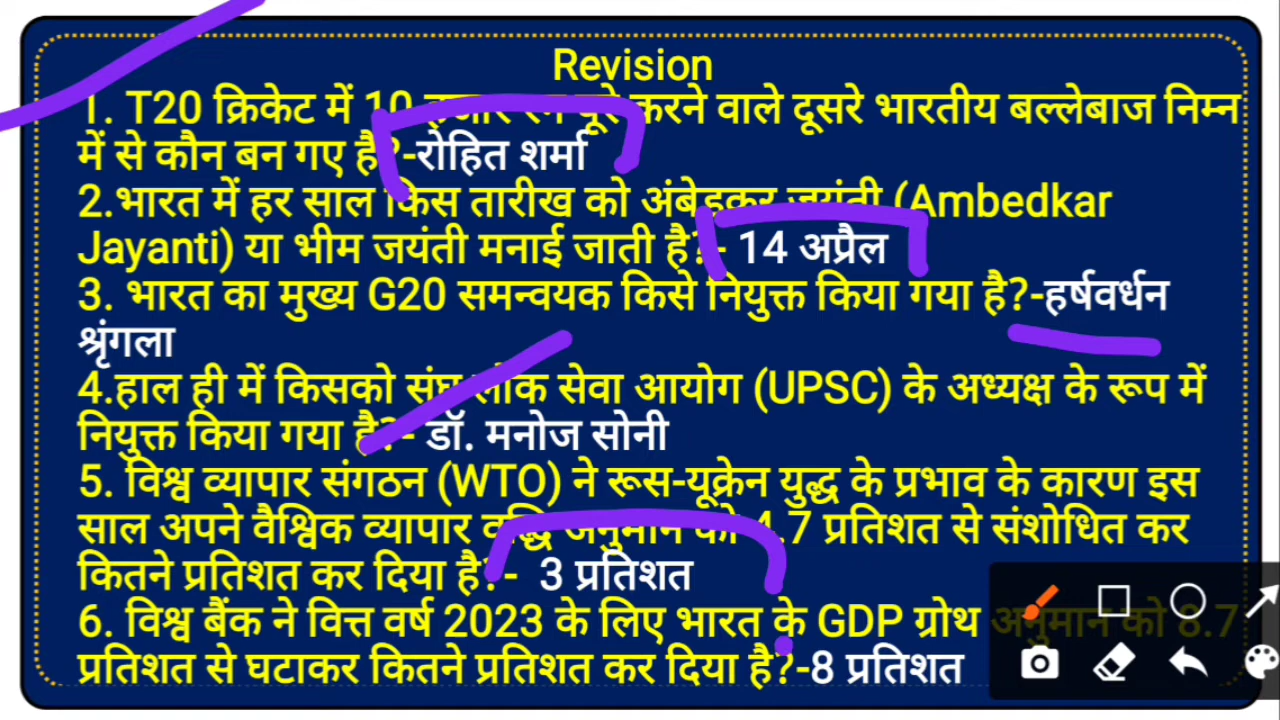 Revision
1. T20 क्रिकेट में 10 हजार रन पूरे करने वाले दूसरे भारतीय बल्लेबाज निम्न
में से कौन बन गए है?-रोहित शर्मा
2.भारत में हर साल किस तारीख को अंबेडकर जयंती (Ambedkar
Jayanti) या भीम जयंती मनाई जाती है?- 14 अप्रैल
3. भारत का मुख्य G20 समन्वयक किसे नियुक्त किया गया है?-हर्षवर्धन
श्रृंगला
4.हाल ही में किसको संघ लोक सेवा आयोग (UPSC) के अध्यक्ष के रूप में
नियुक्त किया गया है?- डॉ. मनोज सोनी
5. विश्व व्यापार संगठन (WTO) ने रूस-यूक्रेन युद्ध के प्रभाव के कारण इस
साल अपने वैश्विक व्यापार वृद्धि अनुमान को 4.7 प्रतिशत से संशोधित कर
कितने प्रतिशत कर दिया है?- 3 प्रतिशत
6. विश्व बैंक ने वित्त वर्ष 2023 के लिए भारत के GDP ग्रोथ अनुमान को 8.7
प्रतिशत से घटाकर कितने प्रतिशत कर दिया है?-8 प्रतिशत